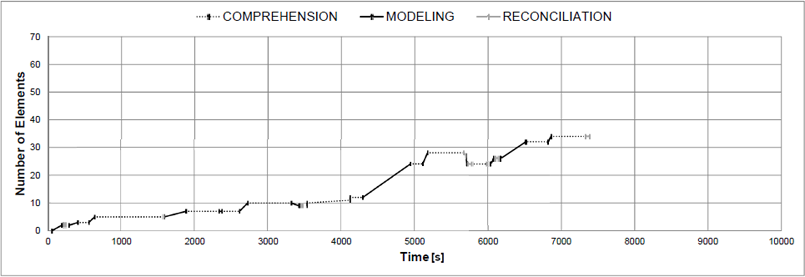 COMPREHENSION MODELING RECONCILIATION
70
60
50
40
30
20
10
0
Number of Elements
0 1000 2000 3000 4000 5000 6000 7000 8000 9000 10000
Time [s]